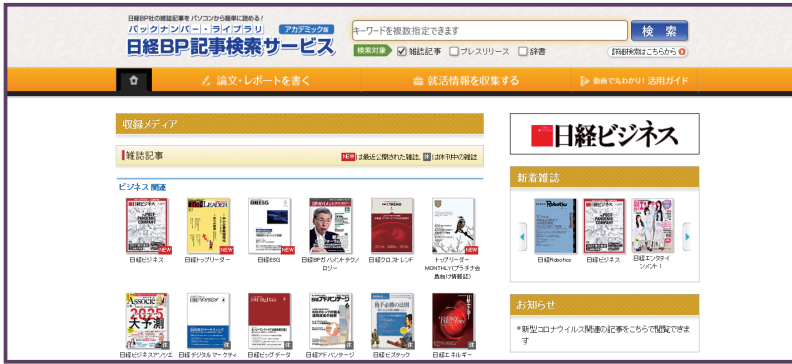 日経BP社の雑誌記事をパソコンから簡単に読める!
バックナンバー・ライブラリ アカデミック版
日経BP記事検索サービス
キーワードを複数指定できます
検索
検索対象 雑誌記事 プレスリリース 辞書
詳細検索はこちらから
論文・レポートを書く
就活情報を収集する
動画で丸わかり! 活用ガイド
収録メディア
雑誌記事
NEW は最近公開された雑誌、休 は休刊中の雑誌
ビジネス 関連
NEW
NEW
NEW
日経ビジネス
日経トップリーダー
日経ESG
日経BPガバメントテクノロジー
日経クロストレンド
トップリーダーMONTHLY(プラチナ会員向け情報誌)
ASSOCIE
2025
大予測
休
休
休
休
休
休
日経ビジネスアソシエ
日経デジタルマーケティ
日経ビッグデータ
日経アドバンテージ
日経ビズテック
日経エネルギー
日経ビジネス
新着雑誌
Robotics
日経Robotics
日経ビジネス
日経エンタテインメント!
お知らせ
*新型コロナウイルス関連の記事をこちらで閲覧できます